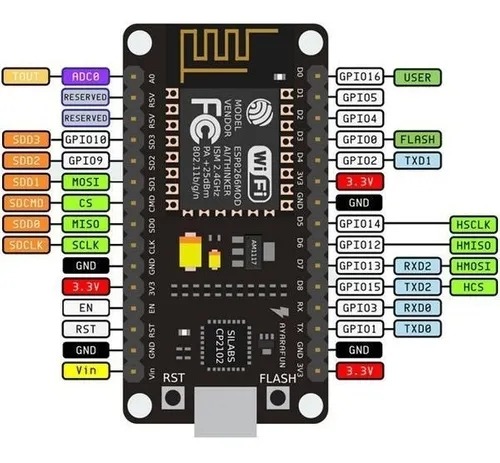 TOUT ADC0 A0 D0 GPIO16 USER
RESERVED RSV D1 GPIO5
RESERVED RSV D2 GPIO4
SDD3 GPIO10 SD3 D3 GPIO0 FLASH
SDD2 GPIO9 SD2 D4 GPIO2 TXD1
SDD1 MOSI SD1 3V3 3.3V
SDCMD CS CMD GND GND
SDD0 MISO SD0 D5 GPIO14 HSCLK
SDCLK SCLK CLK D6 GPIO12 HMISO
GND GND D7 GPIO13 RXD2 HMOSI
3.3V 3V3 D8 GPIO15 TXD2 HCS
EN EN RX GPIO3 RXD0
RST RST TX GPIO1 TXD0
GND GND GND GND
Vin Vin 3V3 3.3V
MODEL ESP8266MOD
VENDOR AI/THINKER
ISM 2.4GHz
PA +25dBm
802.11b/g/n
FC
WiFi
AM1117
SILABS
CP2102
AYARAFUN
RST
FLASH